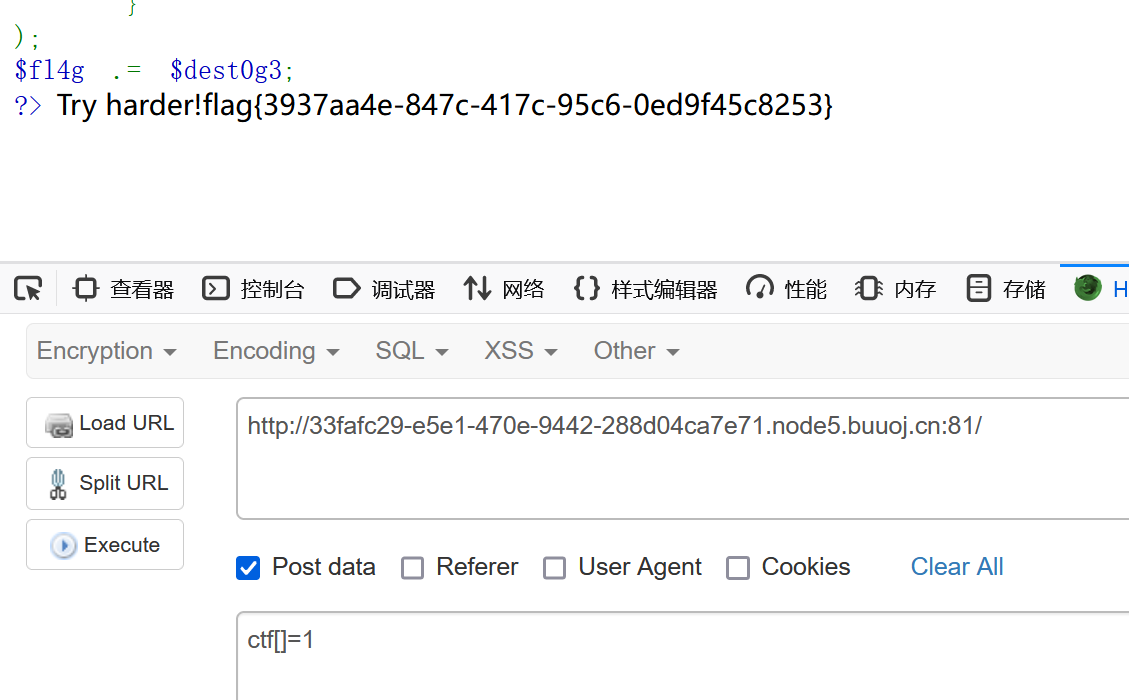 }
);
$fl4g .= $dest0g3;
?> Try harder!flag{3937aa4e-847c-417c-95c6-0ed9f45c8253}
查看器 控制台 调试器 网络 样式编辑器 性能 内存 存储 H
Encryption Encoding SQL XSS Other
Load URL
http://33fafc29-e5e1-470e-9442-288d04ca7e71.node5.buuoj.cn:81/
Split URL
Execute
Post data Referer User Agent Cookies Clear All
ctf[]=1